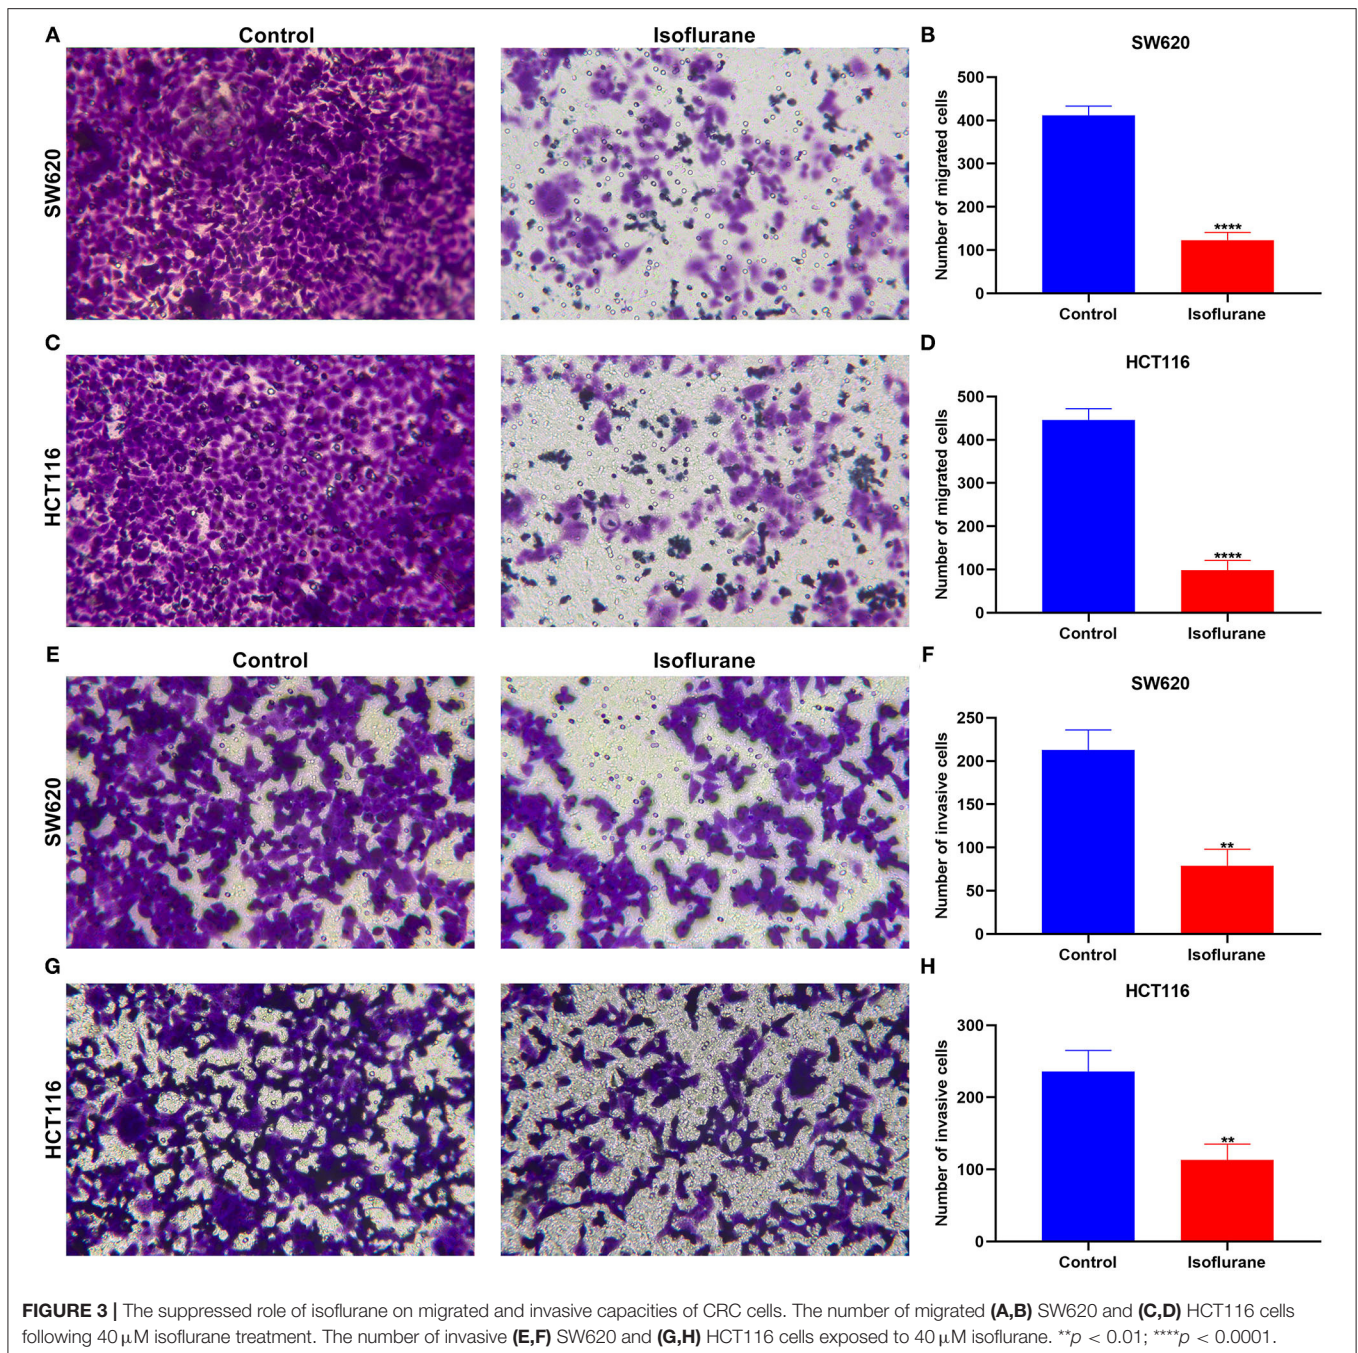 A
Control
Isoflurane
SW620
B
SW620
Number of migrated cells
500
400
300
200
100
0
****
Control
Isoflurane
C
HCT116
D
HCT116
Number of migrated cells
500
400
300
200
100
0
****
Control
Isoflurane
E
Control
Isoflurane
SW620
F
SW620
Number of invasive cells
250
200
150
100
50
0
**
Control
Isoflurane
G
HCT116
H
HCT116
Number of invasive cells
300
200
100
0
**
Control
Isoflurane
FIGURE 3 | The suppressed role of isoflurane on migrated and invasive capacities of CRC cells. The number of migrated (A,B) SW620 and (C,D) HCT116 cells
following 40 μM isoflurane treatment. The number of invasive (E,F) SW620 and (G,H) HCT116 cells exposed to 40 μM isoflurane. **p < 0.01; ****p < 0.0001.